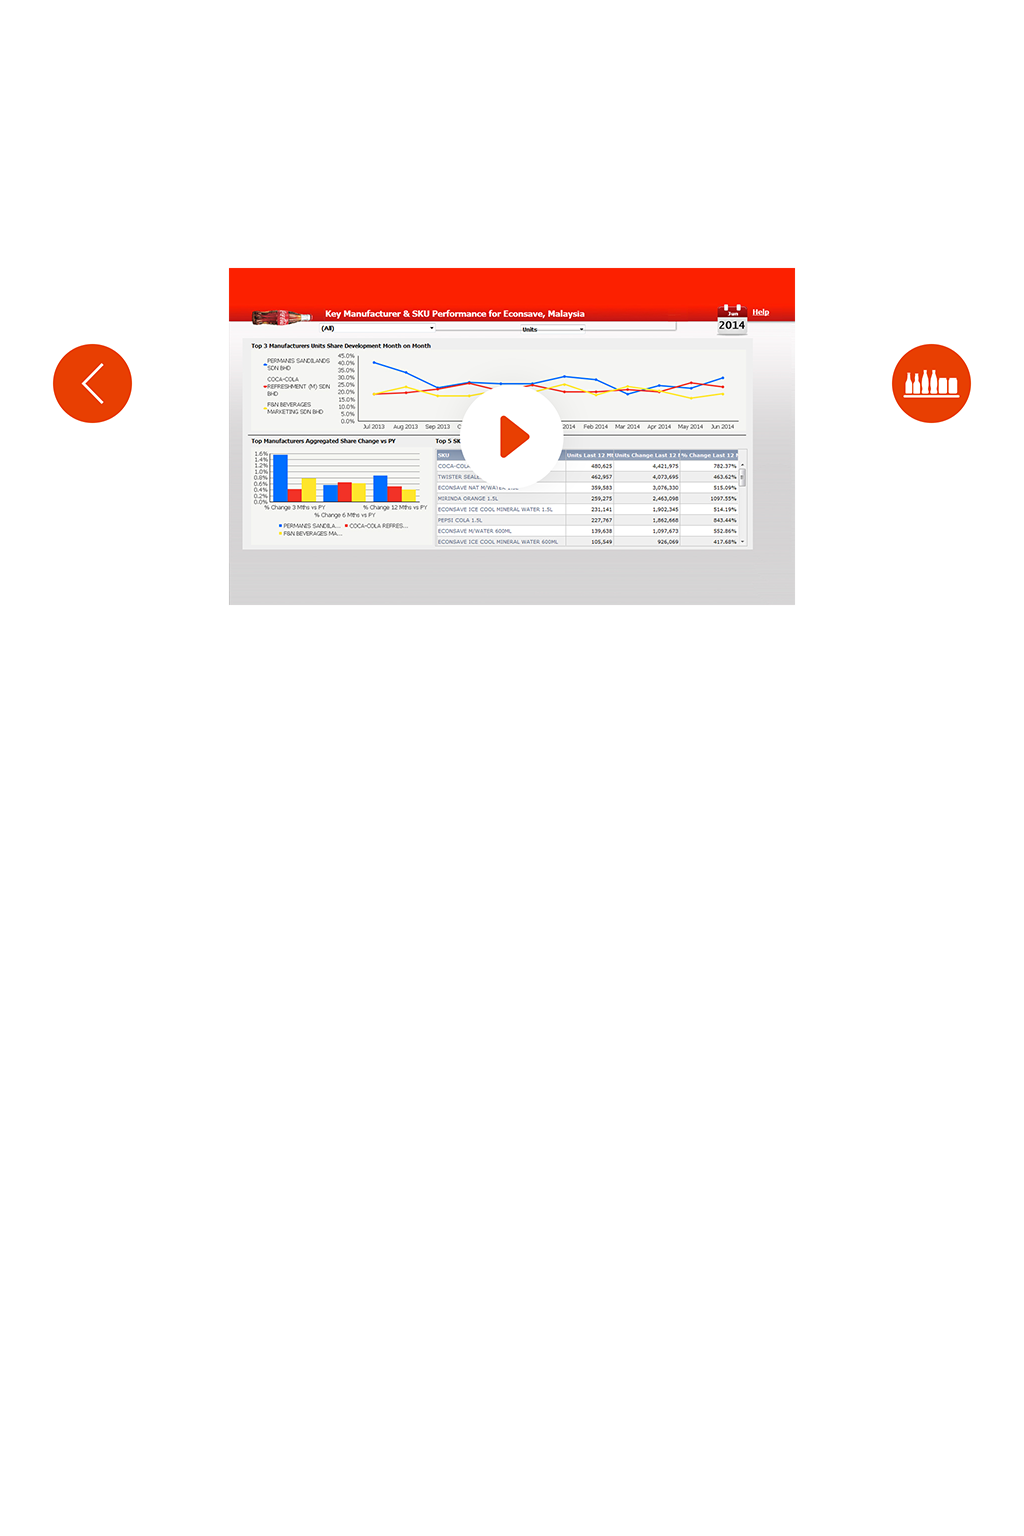 Key Manufacturer & SKU Performance for Econsave, Malaysia
Jun
2014
Help
(All)
Units
Top 3 Manufacturers Units Share Development Month on Month
PERMANIS SANDILANDS
SDN BHD
COCA-COLA
REFRESHMENT (M) SDN
BHD
F&N BEVERAGES
MARKETING SDN BHD
45.0%
40.0%
35.0%
30.0%
25.0%
20.0%
15.0%
10.0%
5.0%
0.0%
Jul 2013 Aug 2013 Sep 2013 2014 Feb 2014 Mar 2014 Apr 2014 May 2014 Jun 2014
Top Manufacturers Aggregated Share Change vs PY
1.6%
1.4%
1.2%
1.0%
0.8%
0.6%
0.4%
0.2%
0.0%
% Change 3 Mths vs PY % Change 12 Mths vs PY
% Change 6 Mths vs PY
PERMANIS SANDILA... COCA-COLA REFRES...
F&N BEVERAGES MA...
Top 5 SK
SKU Units Last 12 M Units Change Last 12 % Change Last 12
COCA-COLA 480,625 4,421,975 782.37%
TWISTER SEAL 462,957 4,073,695 463.62%
ECONSAVE NAT M/WATER 359,583 3,076,330 515.09%
MIRINDA ORANGE 1.5L 259,275 2,463,098 1097.55%
ECONSAVE ICE COOL MINERAL WATER 1.5L 231,141 1,902,345 514.19%
PEPSI COLA 1.5L 227,767 1,862,668 843.44%
ECONSAVE M/WATER 600ML 139,638 1,097,673 552.86%
ECONSAVE ICE COOL MINERAL WATER 600ML 105,549 926,069 417.68%